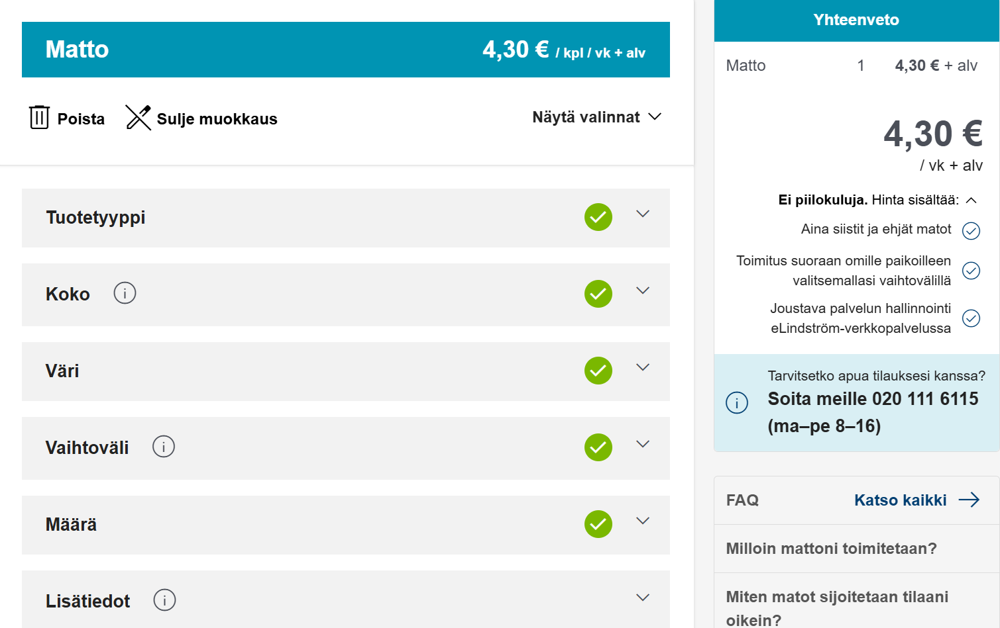 Matto
4,30 € / kpl / vk + alv
Poista
Sulje muokkaus
Näytä valinnat
Tuotetyyppi
Koko
Väri
Vaihtoväli
Määrä
Lisätiedot
Yhteenveto
Matto 1 4,30 € + alv
4,30 €
/ vk + alv
Ei piilokuluja. Hinta sisältää:
Aina siistit ja ehjät matot
Toimitus suoraan omille paikoilleen
valitsemallasi vaihtovälillä
Joustava palvelun hallinnointi
eLindström-verkkopalvelussa
Tarvitsetko apua tilauksesi kanssa?
Soita meille 020 111 6115
(ma–pe 8–16)
FAQ
Katso kaikki
Milloin mattoni toimitetaan?
Miten matot sijoitetaan tilaani
oikein?